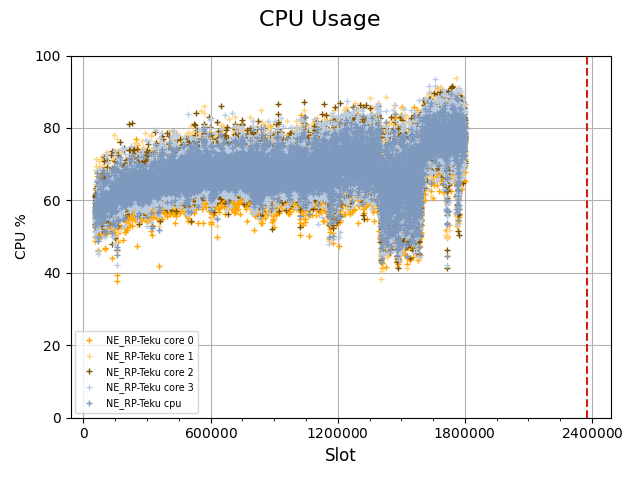 CPU Usage
100
80
60
40
20
0
CPU %
NE_RP-Teku core 0
NE_RP-Teku core 1
NE_RP-Teku core 2
NE_RP-Teku core 3
NE_RP-Teku cpu
0 600000 1200000 1800000 2400000
Slot